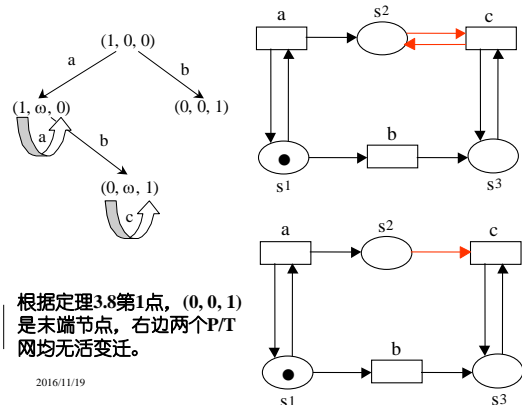 (1, 0, 0)
a
b
(1, ω, 0)
(0, 0, 1)
a
b
(0, ω, 1)
c
a
s2
c
b
s1
s3
a
s2
c
b
s1
s3
根据定理3.8第1点，(0, 0, 1)
是末端节点，右边两个P/T
网均无活变迁。
2016/11/19